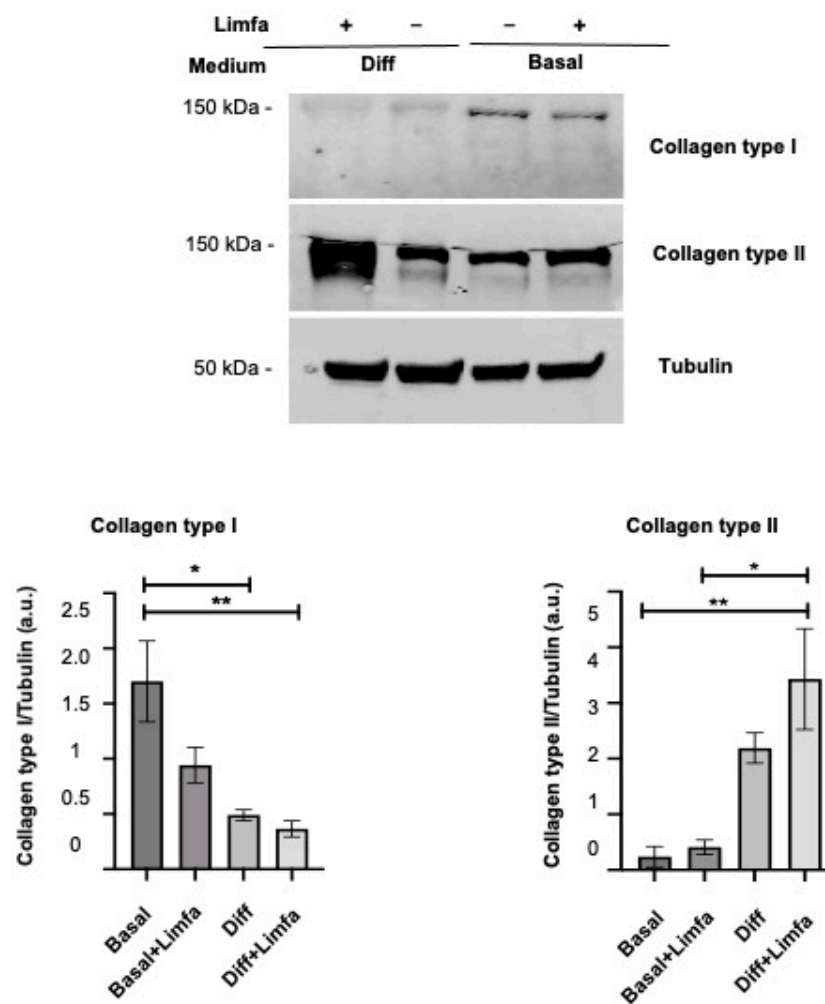 Limfa + – – +
Medium Diff Basal
150 kDa -
Collagen type I
150 kDa -
Collagen type II
50 kDa -
Tubulin
Collagen type I
*
**
Collagen type I/Tubulin (a.u.)
2.5
2.0
1.5
1
0.5
0
Basal
Basal+Limfa
Diff
Diff+Limfa
Collagen type II
*
**
Collagen type II/Tubulin (a.u.)
5
4
3
2
1
0
Basal
Basal+Limfa
Diff
Diff+Limfa